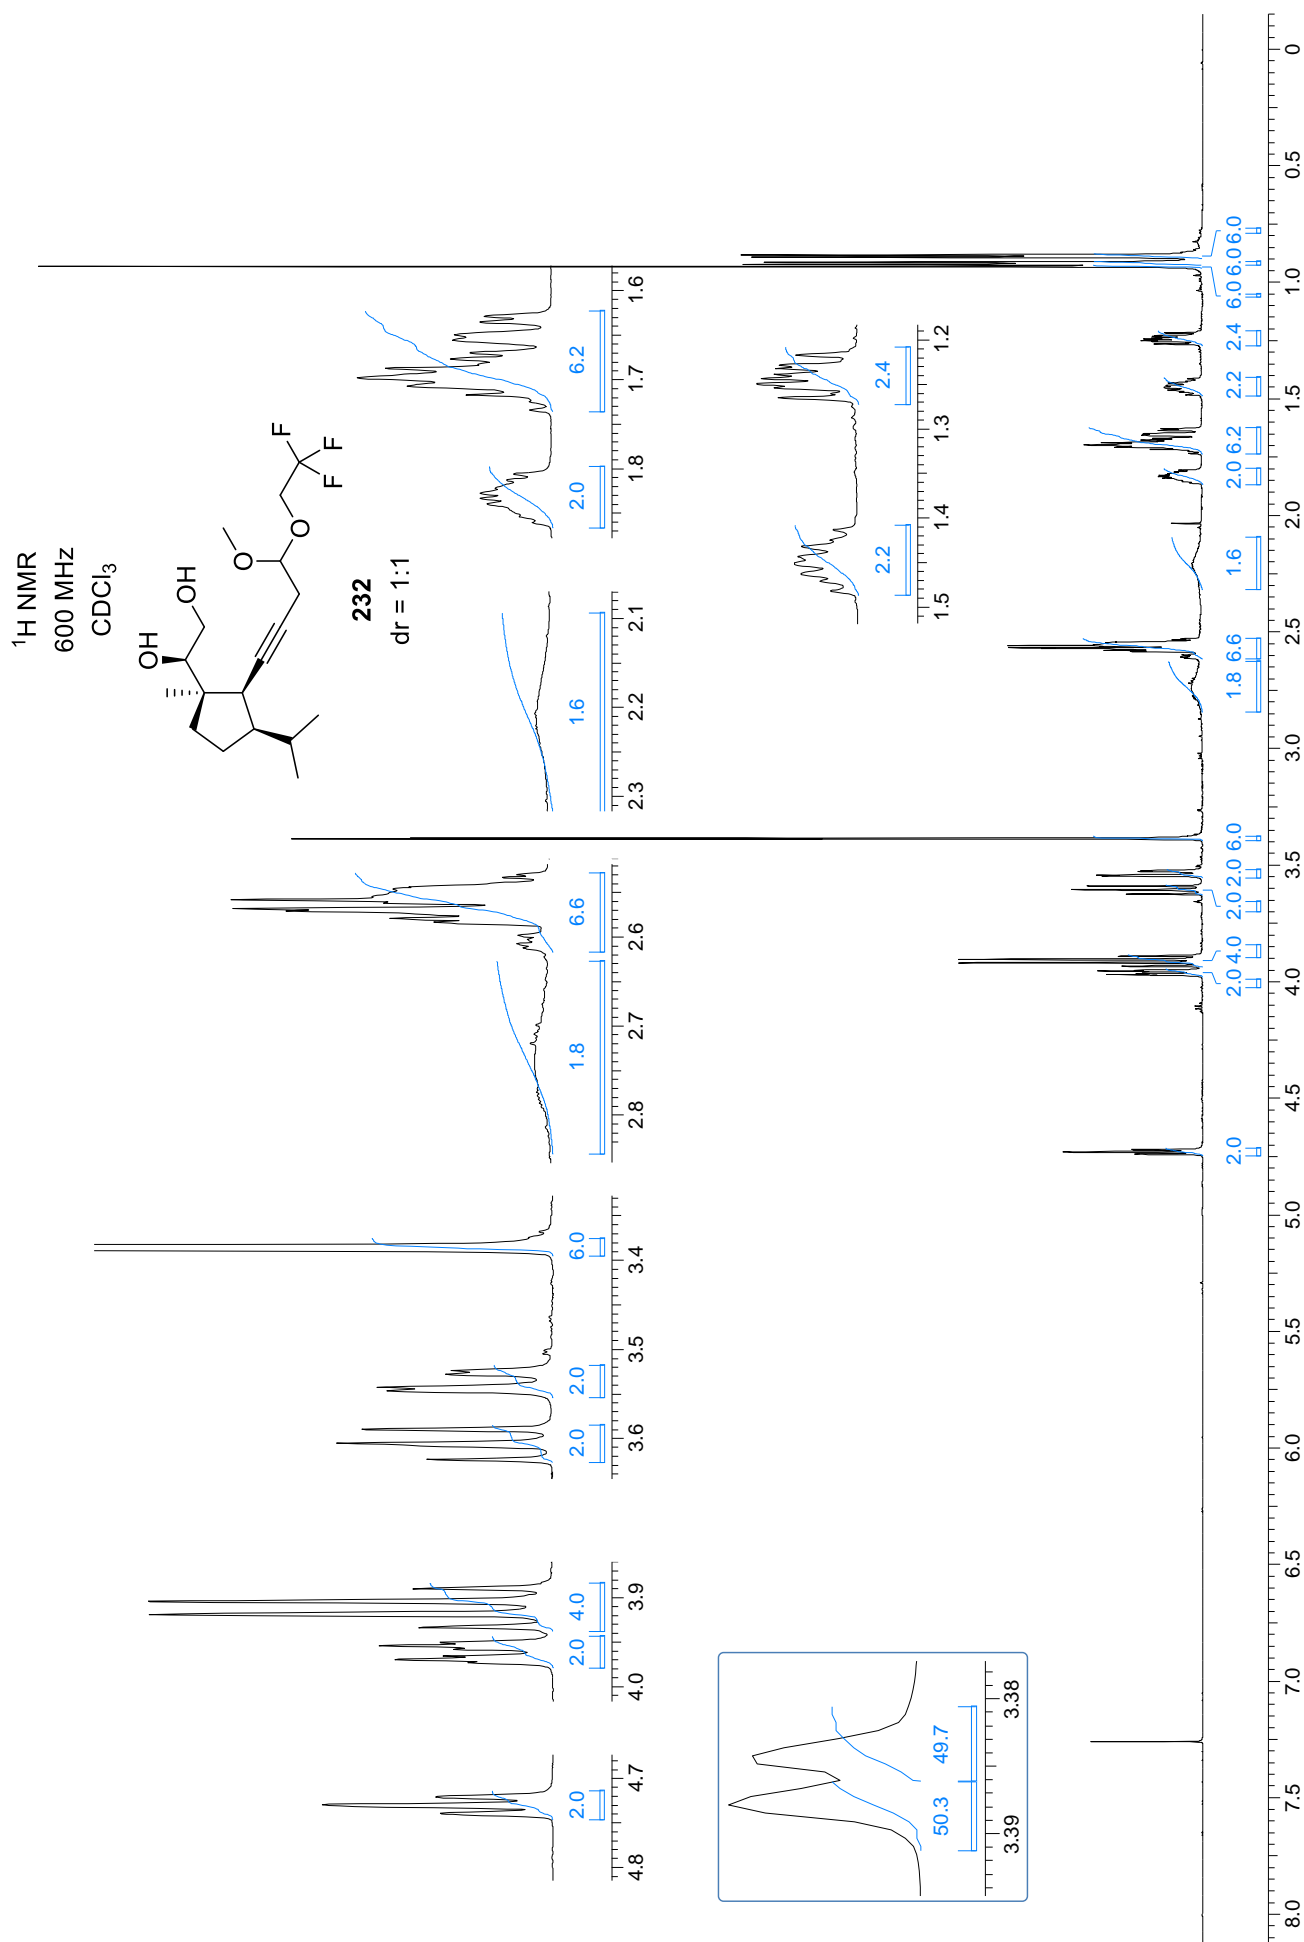 ¹H NMR
600 MHz
CDCl₃
OH
OH
O
O
F
F
F
232
dr = 1:1
2.0
4.8 4.7
2.0 4.0
4.0 3.9
2.0 2.0 6.0
3.6 3.5 3.4
1.8 6.6
2.8 2.7 2.6
1.6
2.3 2.2 2.1
2.0 6.2
1.8 1.7 1.6
2.2 2.4
1.5 1.4 1.3 1.2
50.3 49.7
3.39 3.38
2.0 2.0 4.0 2.0 2.0 6.0 1.8 6.6 1.6 2.0 6.2 2.2 2.4 6.0 6.0 6.0
8.0 7.5 7.0 6.5 6.0 5.5 5.0 4.5 4.0 3.5 3.0 2.5 2.0 1.5 1.0 0.5 0